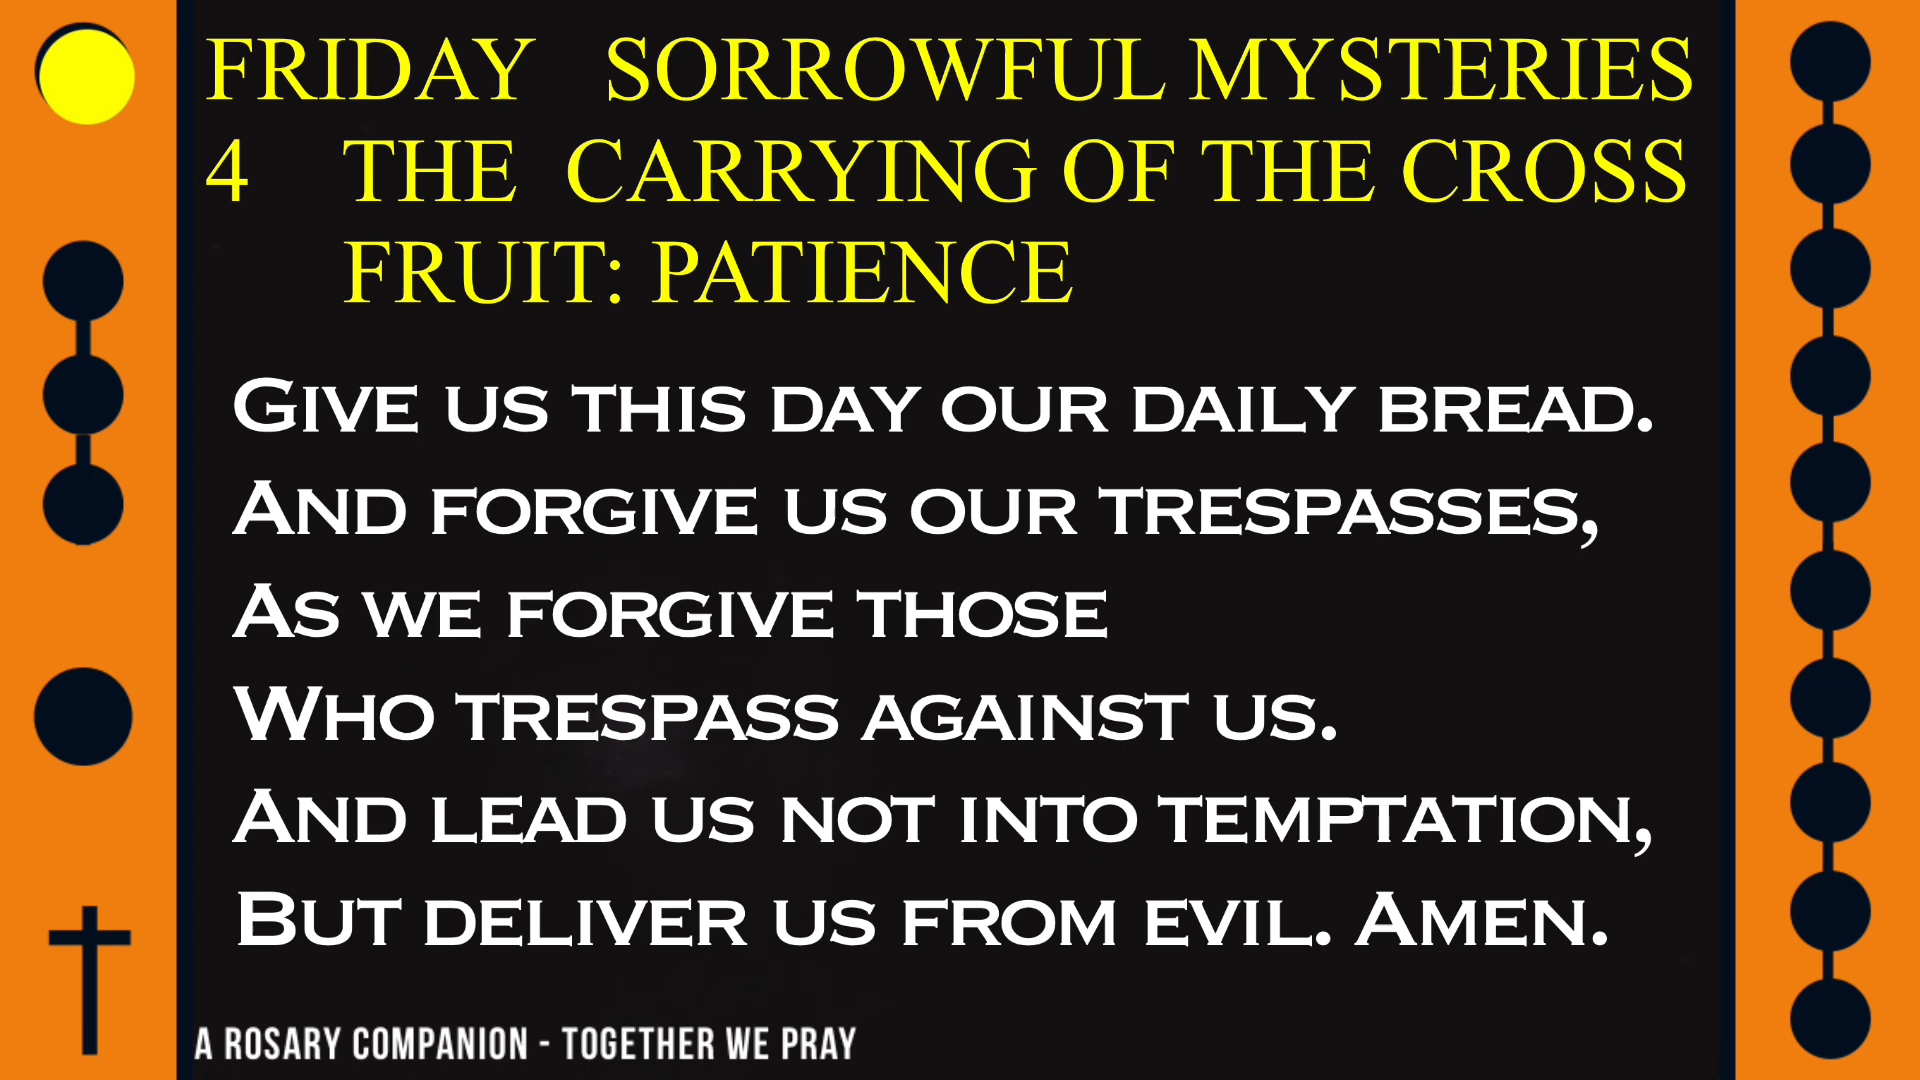 FRIDAY SORROWFUL MYSTERIES
4 THE CARRYING OF THE CROSS
FRUIT: PATIENCE
GIVE US THIS DAY OUR DAILY BREAD.
AND FORGIVE US OUR TRESPASSES,
AS WE FORGIVE THOSE
WHO TRESPASS AGAINST US.
AND LEAD US NOT INTO TEMPTATION,
BUT DELIVER US FROM EVIL. AMEN.
A ROSARY COMPANION - TOGETHER WE PRAY